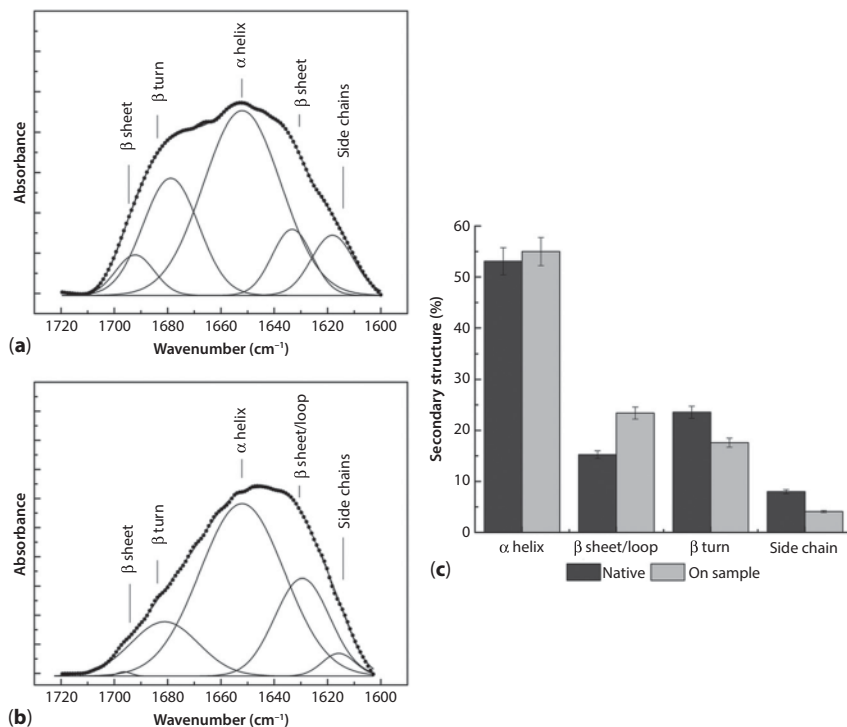 β sheet
β turn
α helix
β sheet
Side chains
Absorbance
1720 1700 1680 1660 1640 1620 1600
(a)
Wavenumber (cm⁻¹)
β sheet
β turn
α helix
β sheet/loop
Side chains
Absorbance
1720 1700 1680 1660 1640 1620 1600
(b)
Wavenumber (cm⁻¹)
Secondary structure (%)
60
50
40
30
20
10
0
α helix β sheet/loop β turn Side chain
(c)
Native On sample